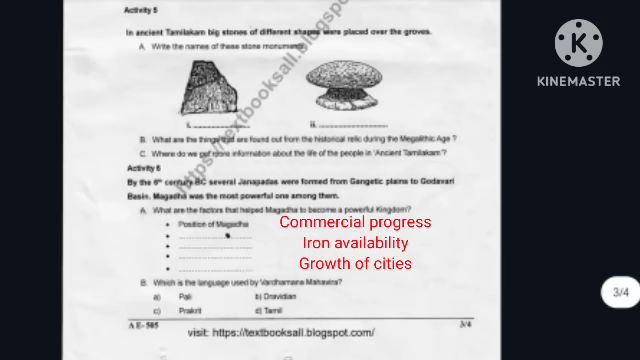 Activity 5
In ancient Tamilakam big stones of different shapes were placed over the groves.
A. Write the names of these stone monuments.
i. ..................... ii. .........................
B. What are the things that are found out from the historical relic during the Megalithic Age ?
C. Where do we get more information about the life of the people in 'Ancient Tamilakam'?
Activity 6
By the 6th century BC several Janapadas were formed from Gangetic plains to Godavari
Basin. Magadha was the most powerful one among them.
A. What are the factors that helped Magadha to become a powerful Kingdom?
• Position of Magadha
• ...........................
• ...........................
• ...........................
• ...........................
Commercial progress
Iron availability
Growth of cities
B. Which is the language used by Vardhamana Mahavira?
a) Pali b) Dravidian
c) Prakrit d) Tamil
AE-505 3/4
visit: https://textbooksall.blogspot.com/
https://textbooksall.blogspot
KINEMASTER
3/4